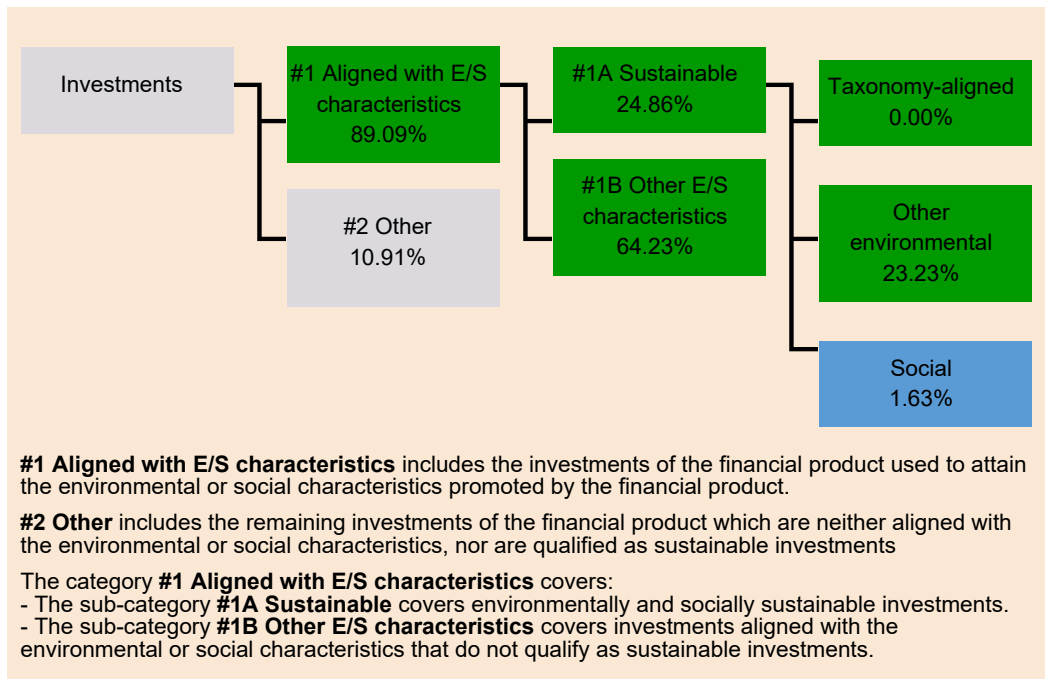 Investments
#1 Aligned with E/S
characteristics
89.09%
#2 Other
10.91%
#1A Sustainable
24.86%
#1B Other E/S
characteristics
64.23%
Taxonomy-aligned
0.00%
Other
environmental
23.23%
Social
1.63%
#1 Aligned with E/S characteristics includes the investments of the financial product used to attain
the environmental or social characteristics promoted by the financial product.
#2 Other includes the remaining investments of the financial product which are neither aligned with
the environmental or social characteristics, nor are qualified as sustainable investments
The category #1 Aligned with E/S characteristics covers:
- The sub-category #1A Sustainable covers environmentally and socially sustainable investments.
- The sub-category #1B Other E/S characteristics covers investments aligned with the
environmental or social characteristics that do not qualify as sustainable investments.